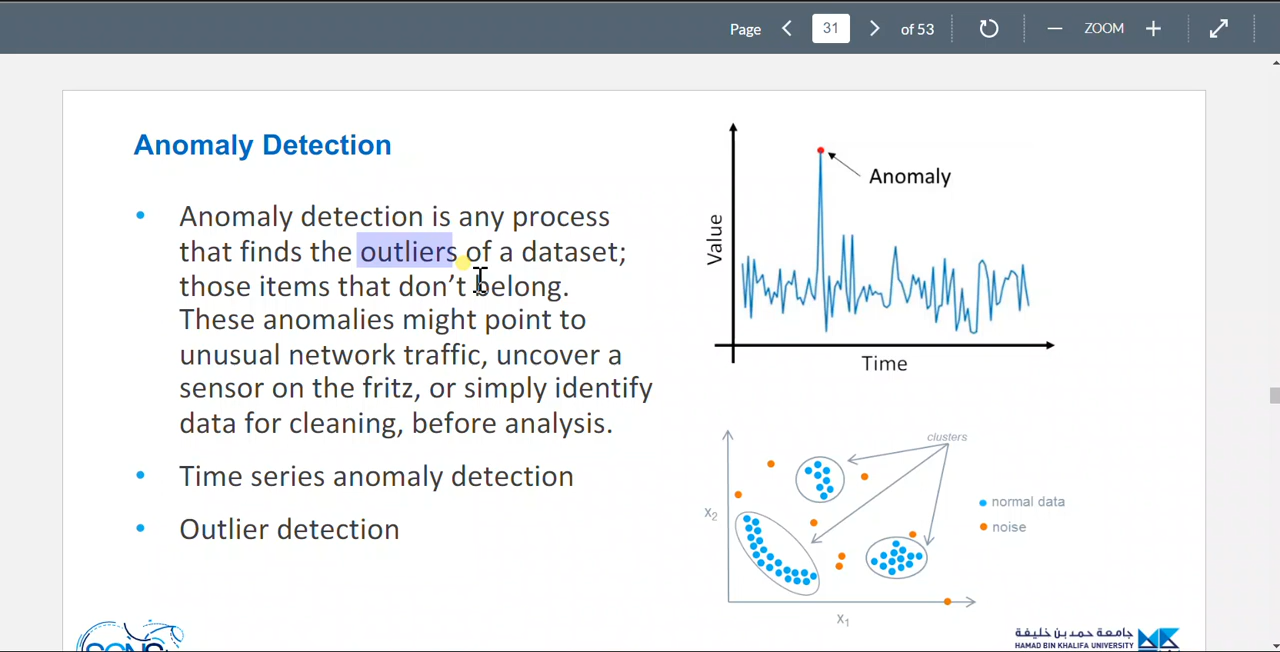 Page 31 of 53 ZOOM
Anomaly Detection
• Anomaly detection is any process
that finds the outliers of a dataset;
those items that don’t belong.
These anomalies might point to
unusual network traffic, uncover a
sensor on the fritz, or simply identify
data for cleaning, before analysis.
• Time series anomaly detection
• Outlier detection
Anomaly
Value
Time
clusters
X2
normal data
noise
X1
جامعة حمد بن خليفة
HAMAD BIN KHALIFA UNIVERSITY